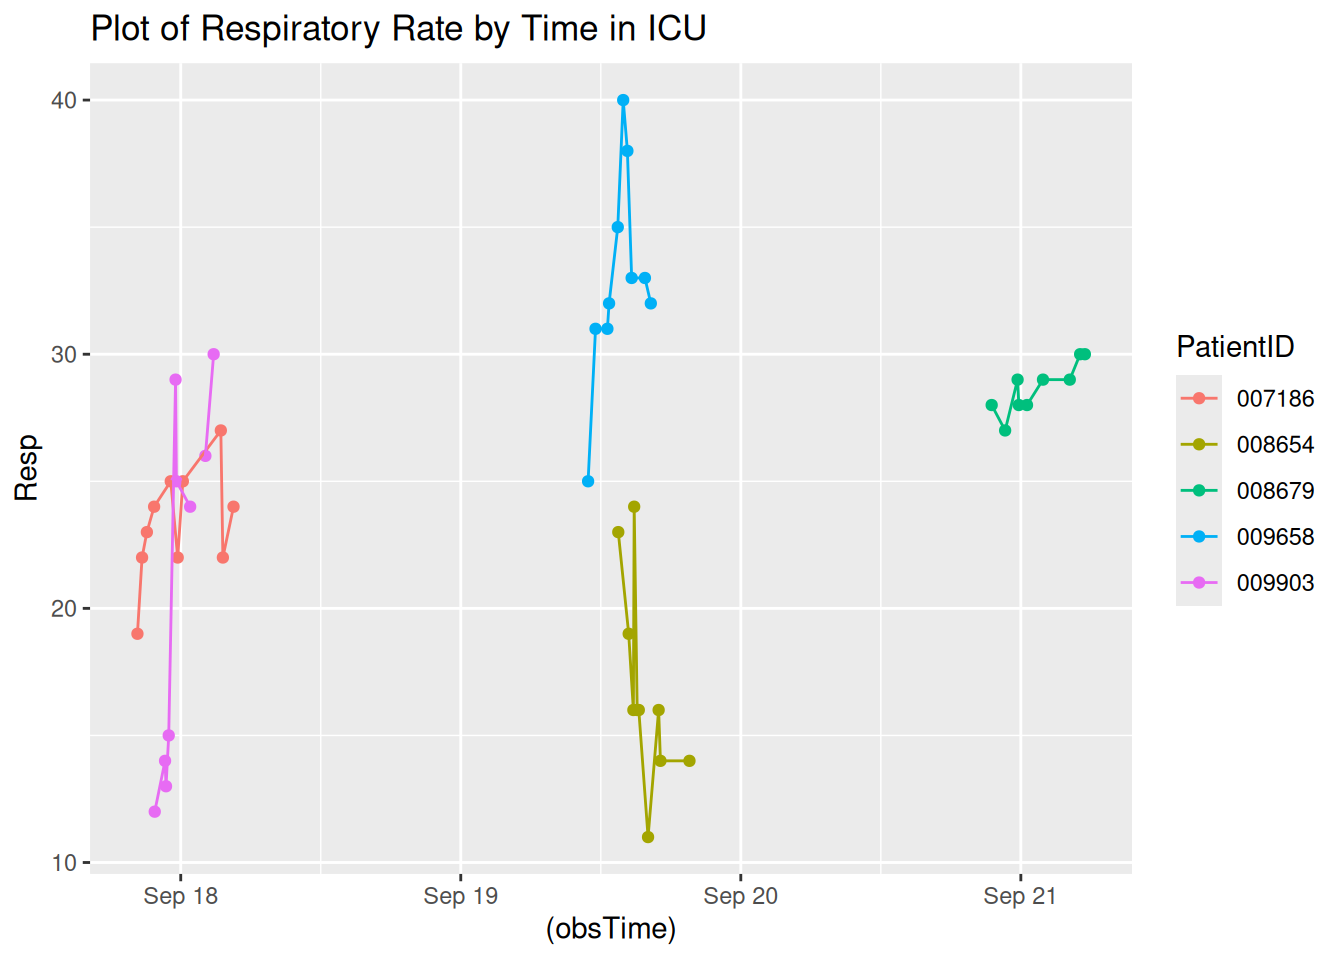 Plot of Respiratory Rate by Time in ICU
40
30
20
10
Resp
Sep 18
Sep 19
Sep 20
Sep 21
(obsTime)
PatientID
007186
008654
008679
009658
009903